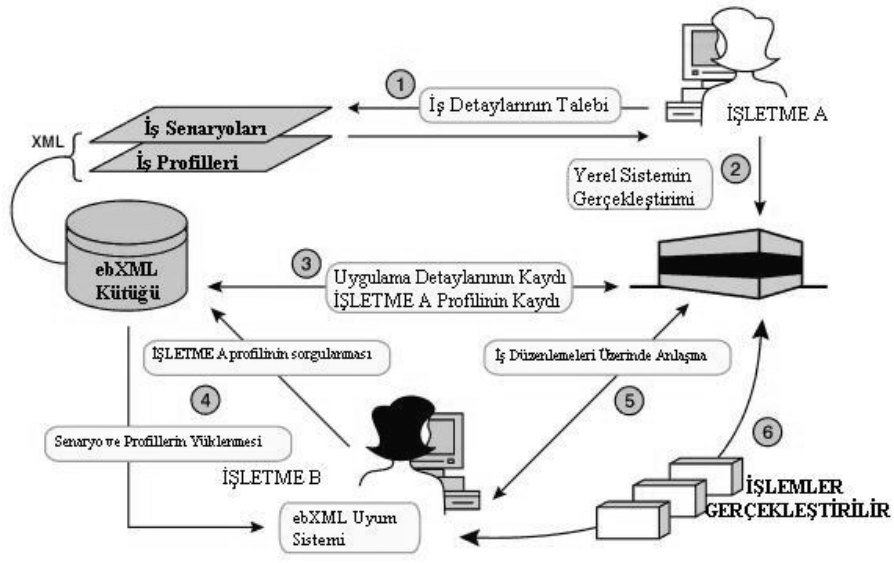 1
İş Detaylarının Talebi
İŞLETME A
XML
İş Senaryoları
İş Profilleri
2
Yerel Sistemin
Gerçekleştirimi
ebXML
Kütüğü
3
Uygulama Detaylarının Kaydı
İŞLETME A Profilinin Kaydı
İŞLETME A profilinin sorgulanması
İş Düzenlemeleri Üzerinde Anlaşma
4
5
Senaryo ve Profillerin Yüklenmesi
6
İŞLETME B
İŞLEMLER
GERÇEKLEŞTİRİLİR
ebXML Uyum
Sistemi